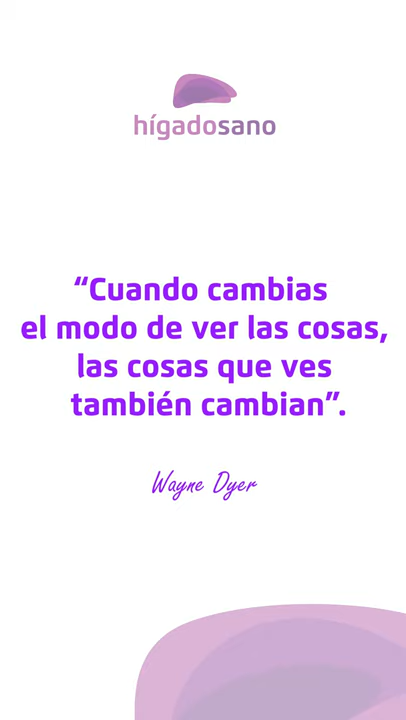 hígadosano
“Cuando cambias
el modo de ver las cosas,
las cosas que ves
también cambian”.
Wayne Dyer